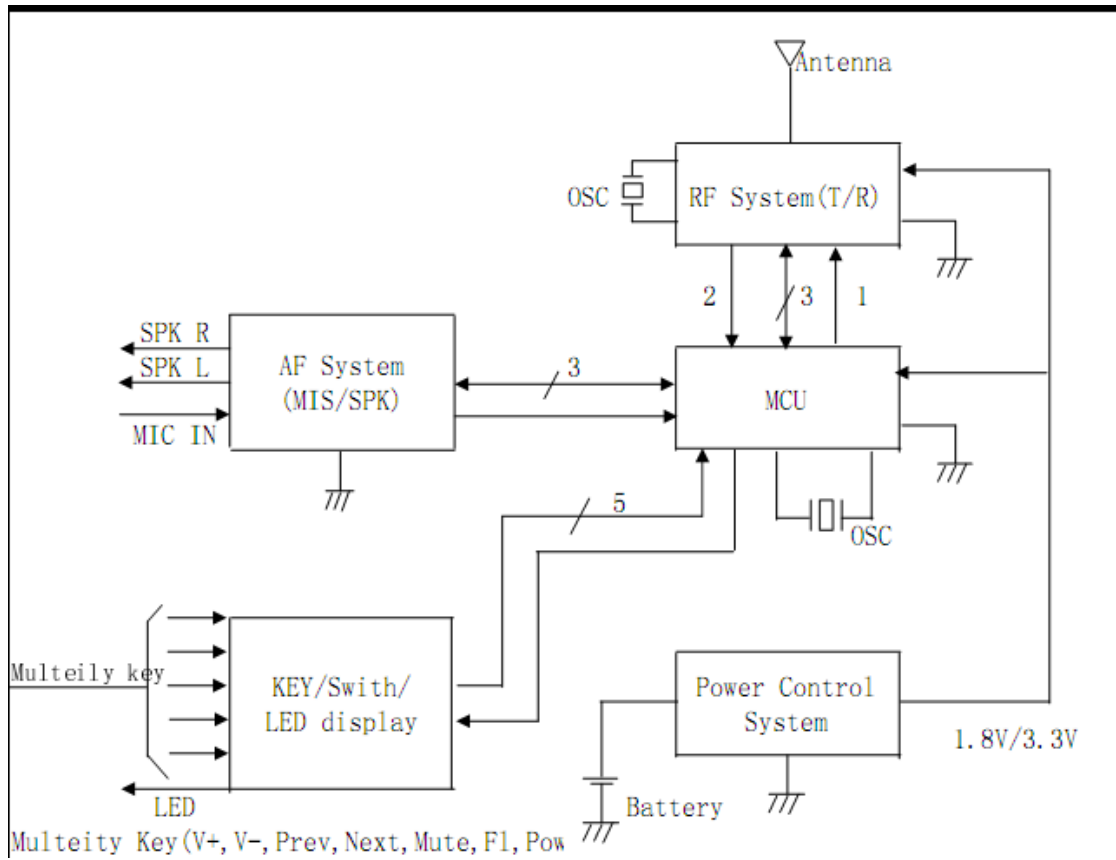 Antenna
OSC
RF System(T/R)
2
3
1
SPK R
SPK L
MIC IN
AF System
(MIS/SPK)
3
MCU
5
OSC
Multeily key
KEY/Swith/
LED display
Power Control
System
1.8V/3.3V
LED
Battery
Multeity Key(V+,V-,Prev,Next,Mute,Fl,Pow